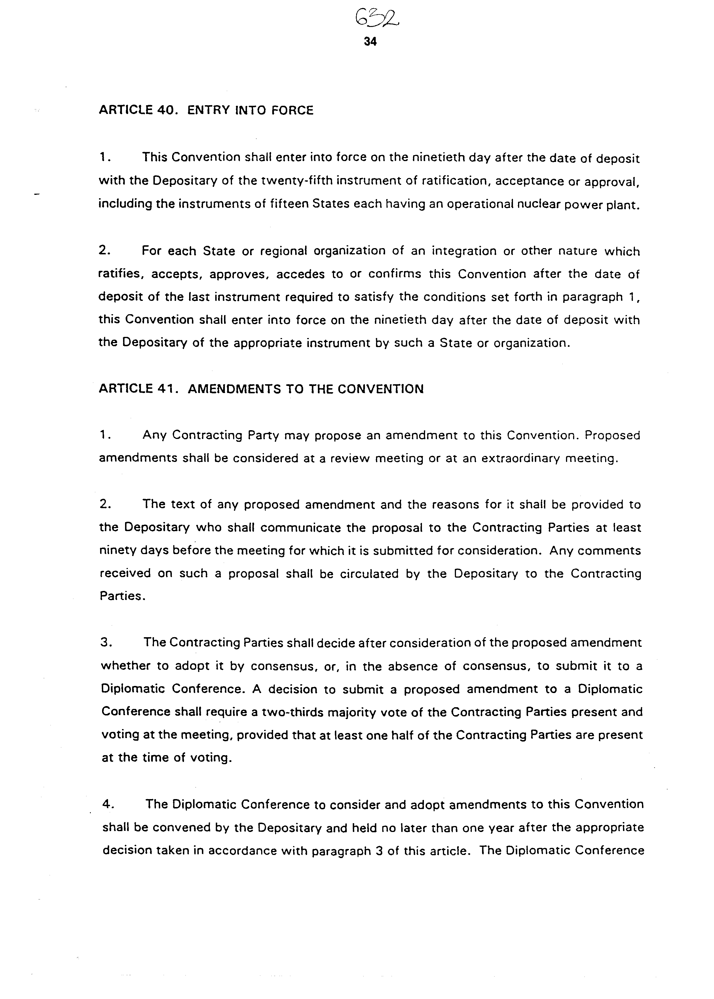 632
34
ARTICLE 40. ENTRY INTO FORCE
1. This Convention shall enter into force on the ninetieth day after the date of deposit
with the Depositary of the twenty-fifth instrument of ratification, acceptance or approval,
including the instruments of fifteen States each having an operational nuclear power plant.
2. For each State or regional organization of an integration or other nature which
ratifies, accepts, approves, accedes to or confirms this Convention after the date of
deposit of the last instrument required to satisfy the conditions set forth in paragraph 1,
this Convention shall enter into force on the ninetieth day after the date of deposit with
the Depositary of the appropriate instrument by such a State or organization.
ARTICLE 41. AMENDMENTS TO THE CONVENTION
1. Any Contracting Party may propose an amendment to this Convention. Proposed
amendments shall be considered at a review meeting or at an extraordinary meeting.
2. The text of any proposed amendment and the reasons for it shall be provided to
the Depositary who shall communicate the proposal to the Contracting Parties at least
ninety days before the meeting for which it is submitted for consideration. Any comments
received on such a proposal shall be circulated by the Depositary to the Contracting
Parties.
3. The Contracting Parties shall decide after consideration of the proposed amendment
whether to adopt it by consensus, or, in the absence of consensus, to submit it to a
Diplomatic Conference. A decision to submit a proposed amendment to a Diplomatic
Conference shall require a two-thirds majority vote of the Contracting Parties present and
voting at the meeting, provided that at least one half of the Contracting Parties are present
at the time of voting.
4. The Diplomatic Conference to consider and adopt amendments to this Convention
shall be convened by the Depositary and held no later than one year after the appropriate
decision taken in accordance with paragraph 3 of this article. The Diplomatic Conference